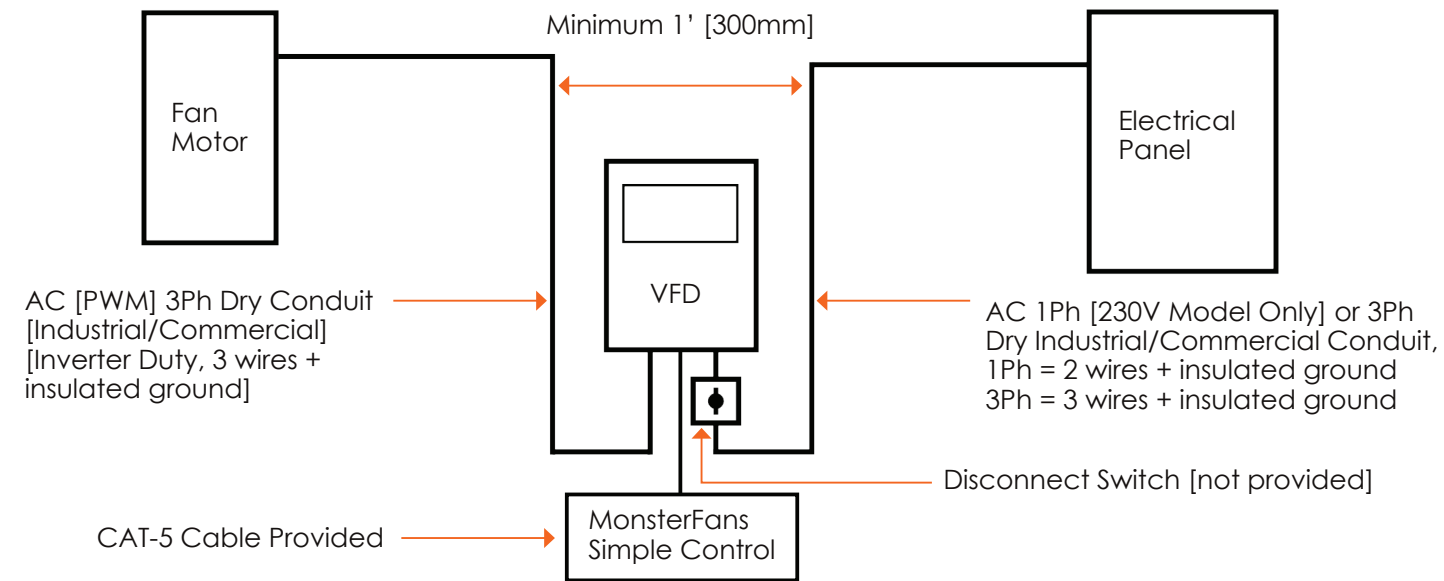 Minimum 1’ [300mm]
Fan
Motor
Electrical
Panel
VFD
AC [PWM] 3Ph Dry Conduit
[Industrial/Commercial]
[Inverter Duty, 3 wires +
insulated ground]
AC 1Ph [230V Model Only] or 3Ph
Dry Industrial/Commercial Conduit,
1Ph = 2 wires + insulated ground
3Ph = 3 wires + insulated ground
Disconnect Switch [not provided]
CAT-5 Cable Provided
MonsterFans
Simple Control